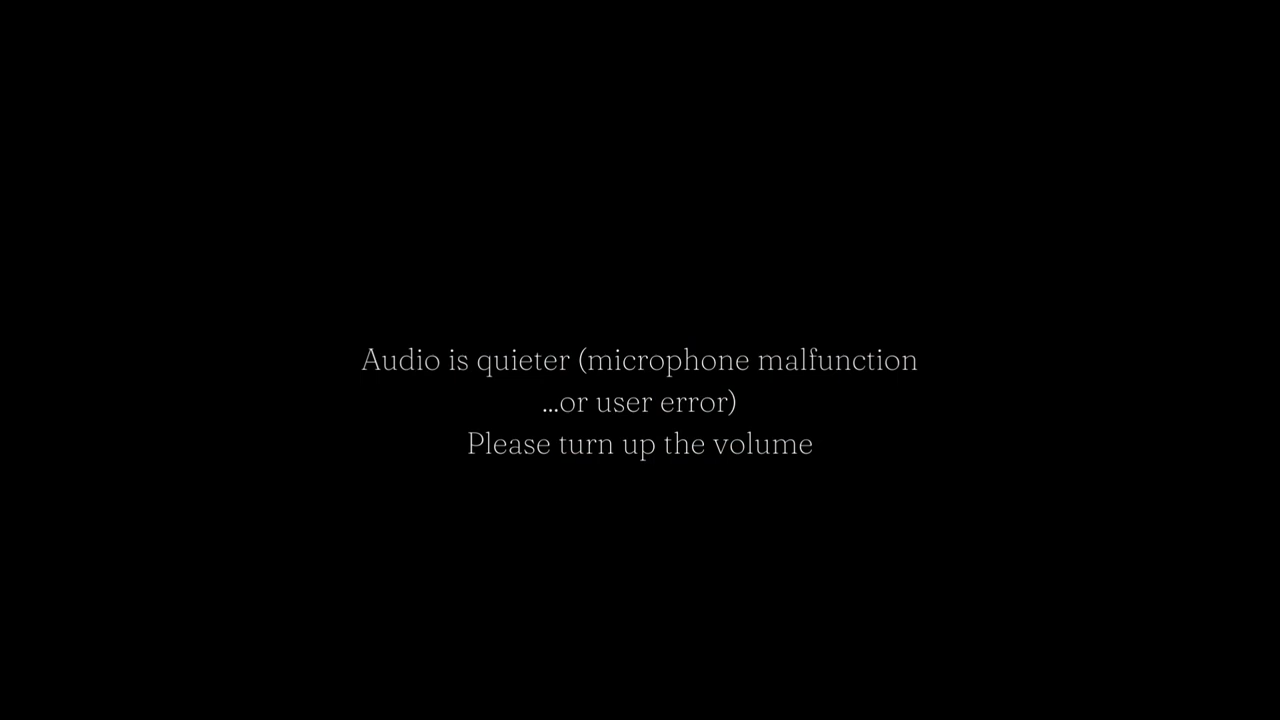 Audio is quieter (microphone malfunction
...or user error)
Please turn up the volume